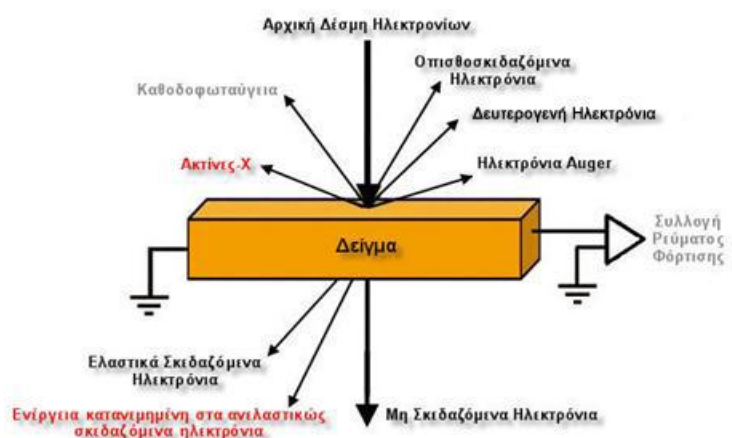 Αρχική Δέσμη Ηλεκτρονίων
Οπισθοσκεδαζόμενα
Ηλεκτρόνια
Καθοδοφωταύγεια
Δευτερογενή Ηλεκτρόνια
Ακτίνες-Χ
Ηλεκτρόνια Auger
Δείγμα
Συλλογή
Ρεύματος
Φόρτισης
Ελαστικά Σκεδαζόμενα
Ηλεκτρόνια
Ενέργεια κατανεμημένη στα ανελαστικώς
σκεδαζόμενα ηλεκτρόνια
Μη Σκεδαζόμενα Ηλεκτρόνια